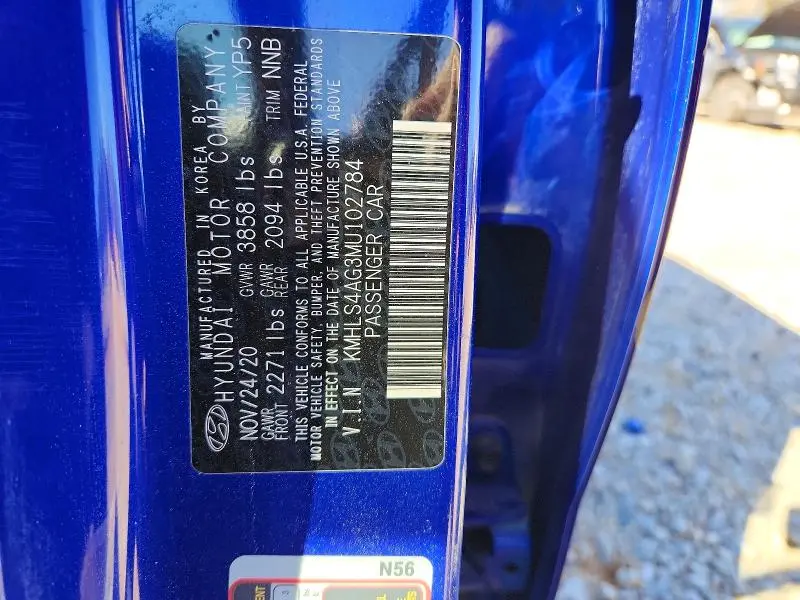 MANUFACTURED IN KOREA BY
HYUNDAI MOTOR COMPANY
NOV/24/20 GVWR 3858 lbs PAINT YP5
GAWR FRONT 2271 lbs GAWR REAR 2094 lbs TRIM NNB
THIS VEHICLE CONFORMS TO ALL APPLICABLE U.S.A. FEDERAL
MOTOR VEHICLE SAFETY, BUMPER, AND THEFT PREVENTION STANDARDS
IN EFFECT ON THE DATE OF MANUFACTURE SHOWN ABOVE
VIN KMHLS4AG3MU102784
PASSENGER CAR
N56